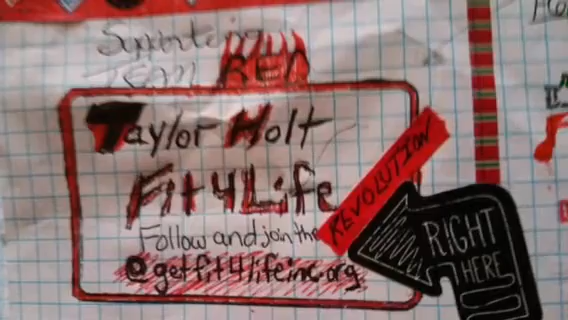 Supporting
TEAM RED
Taylor Holt
Fit 4 Life
Follow and join the REVOLUTION
@getfit4lifeinc.org
RIGHT
HERE